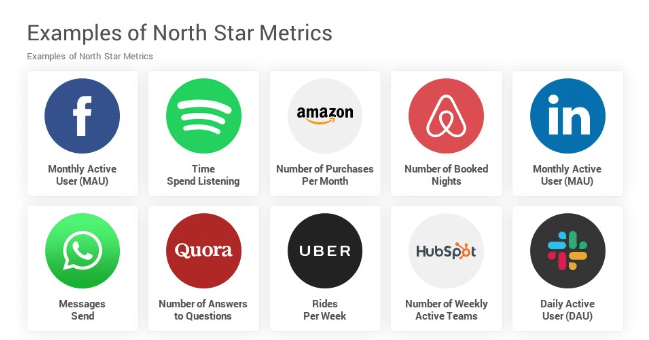 Examples of North Star Metrics
Examples of North Star Metrics
f
amazon
in
Monthly Active
User (MAU)
Time
Spend Listening
Number of Purchases
Per Month
Number of Booked
Nights
Monthly Active
User (MAU)
Quora
UBER
HubSpot
Messages
Send
Number of Answers
to Questions
Rides
Per Week
Number of Weekly
Active Teams
Daily Active
User (DAU)